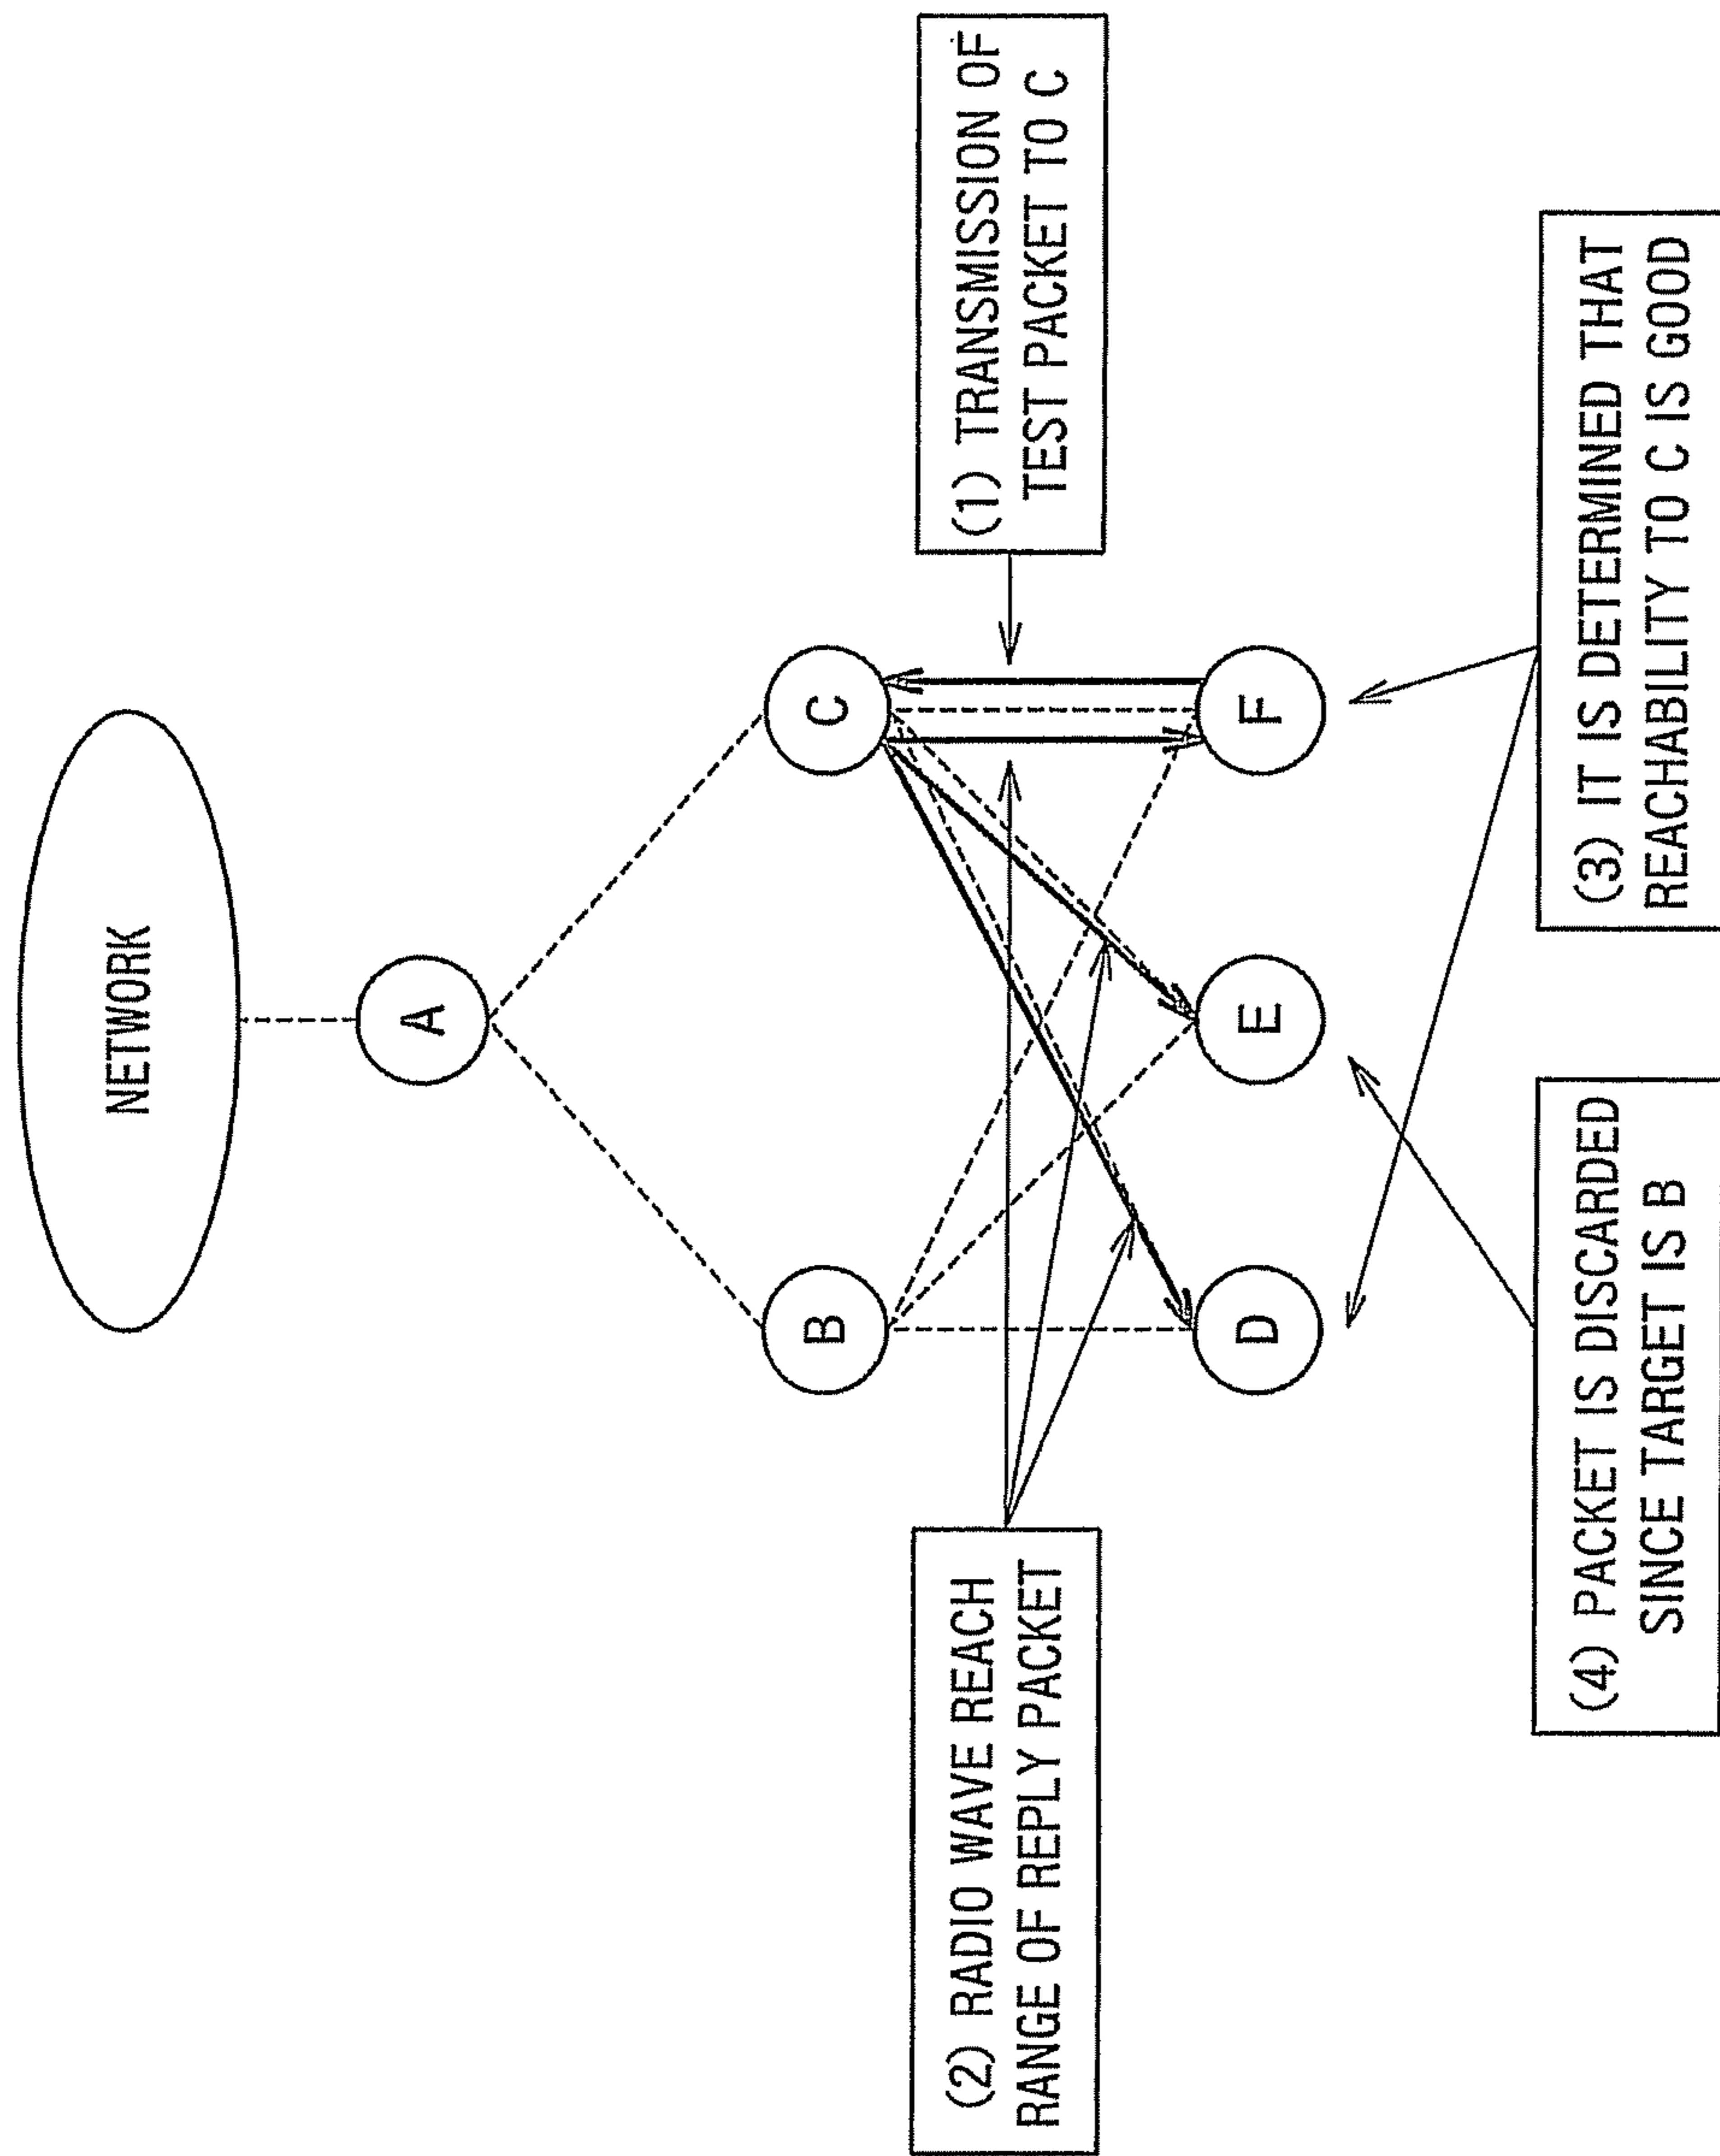 NETWORK
A
B
C
D
E
F
(1) TRANSMISSION OF
TEST PACKET TO C
(2) RADIO WAVE REACH
RANGE OF REPLY PACKET
(3) IT IS DETERMINED THAT
REACHABILITY TO C IS GOOD
(4) PACKET IS DISCARDED
SINCE TARGET IS B